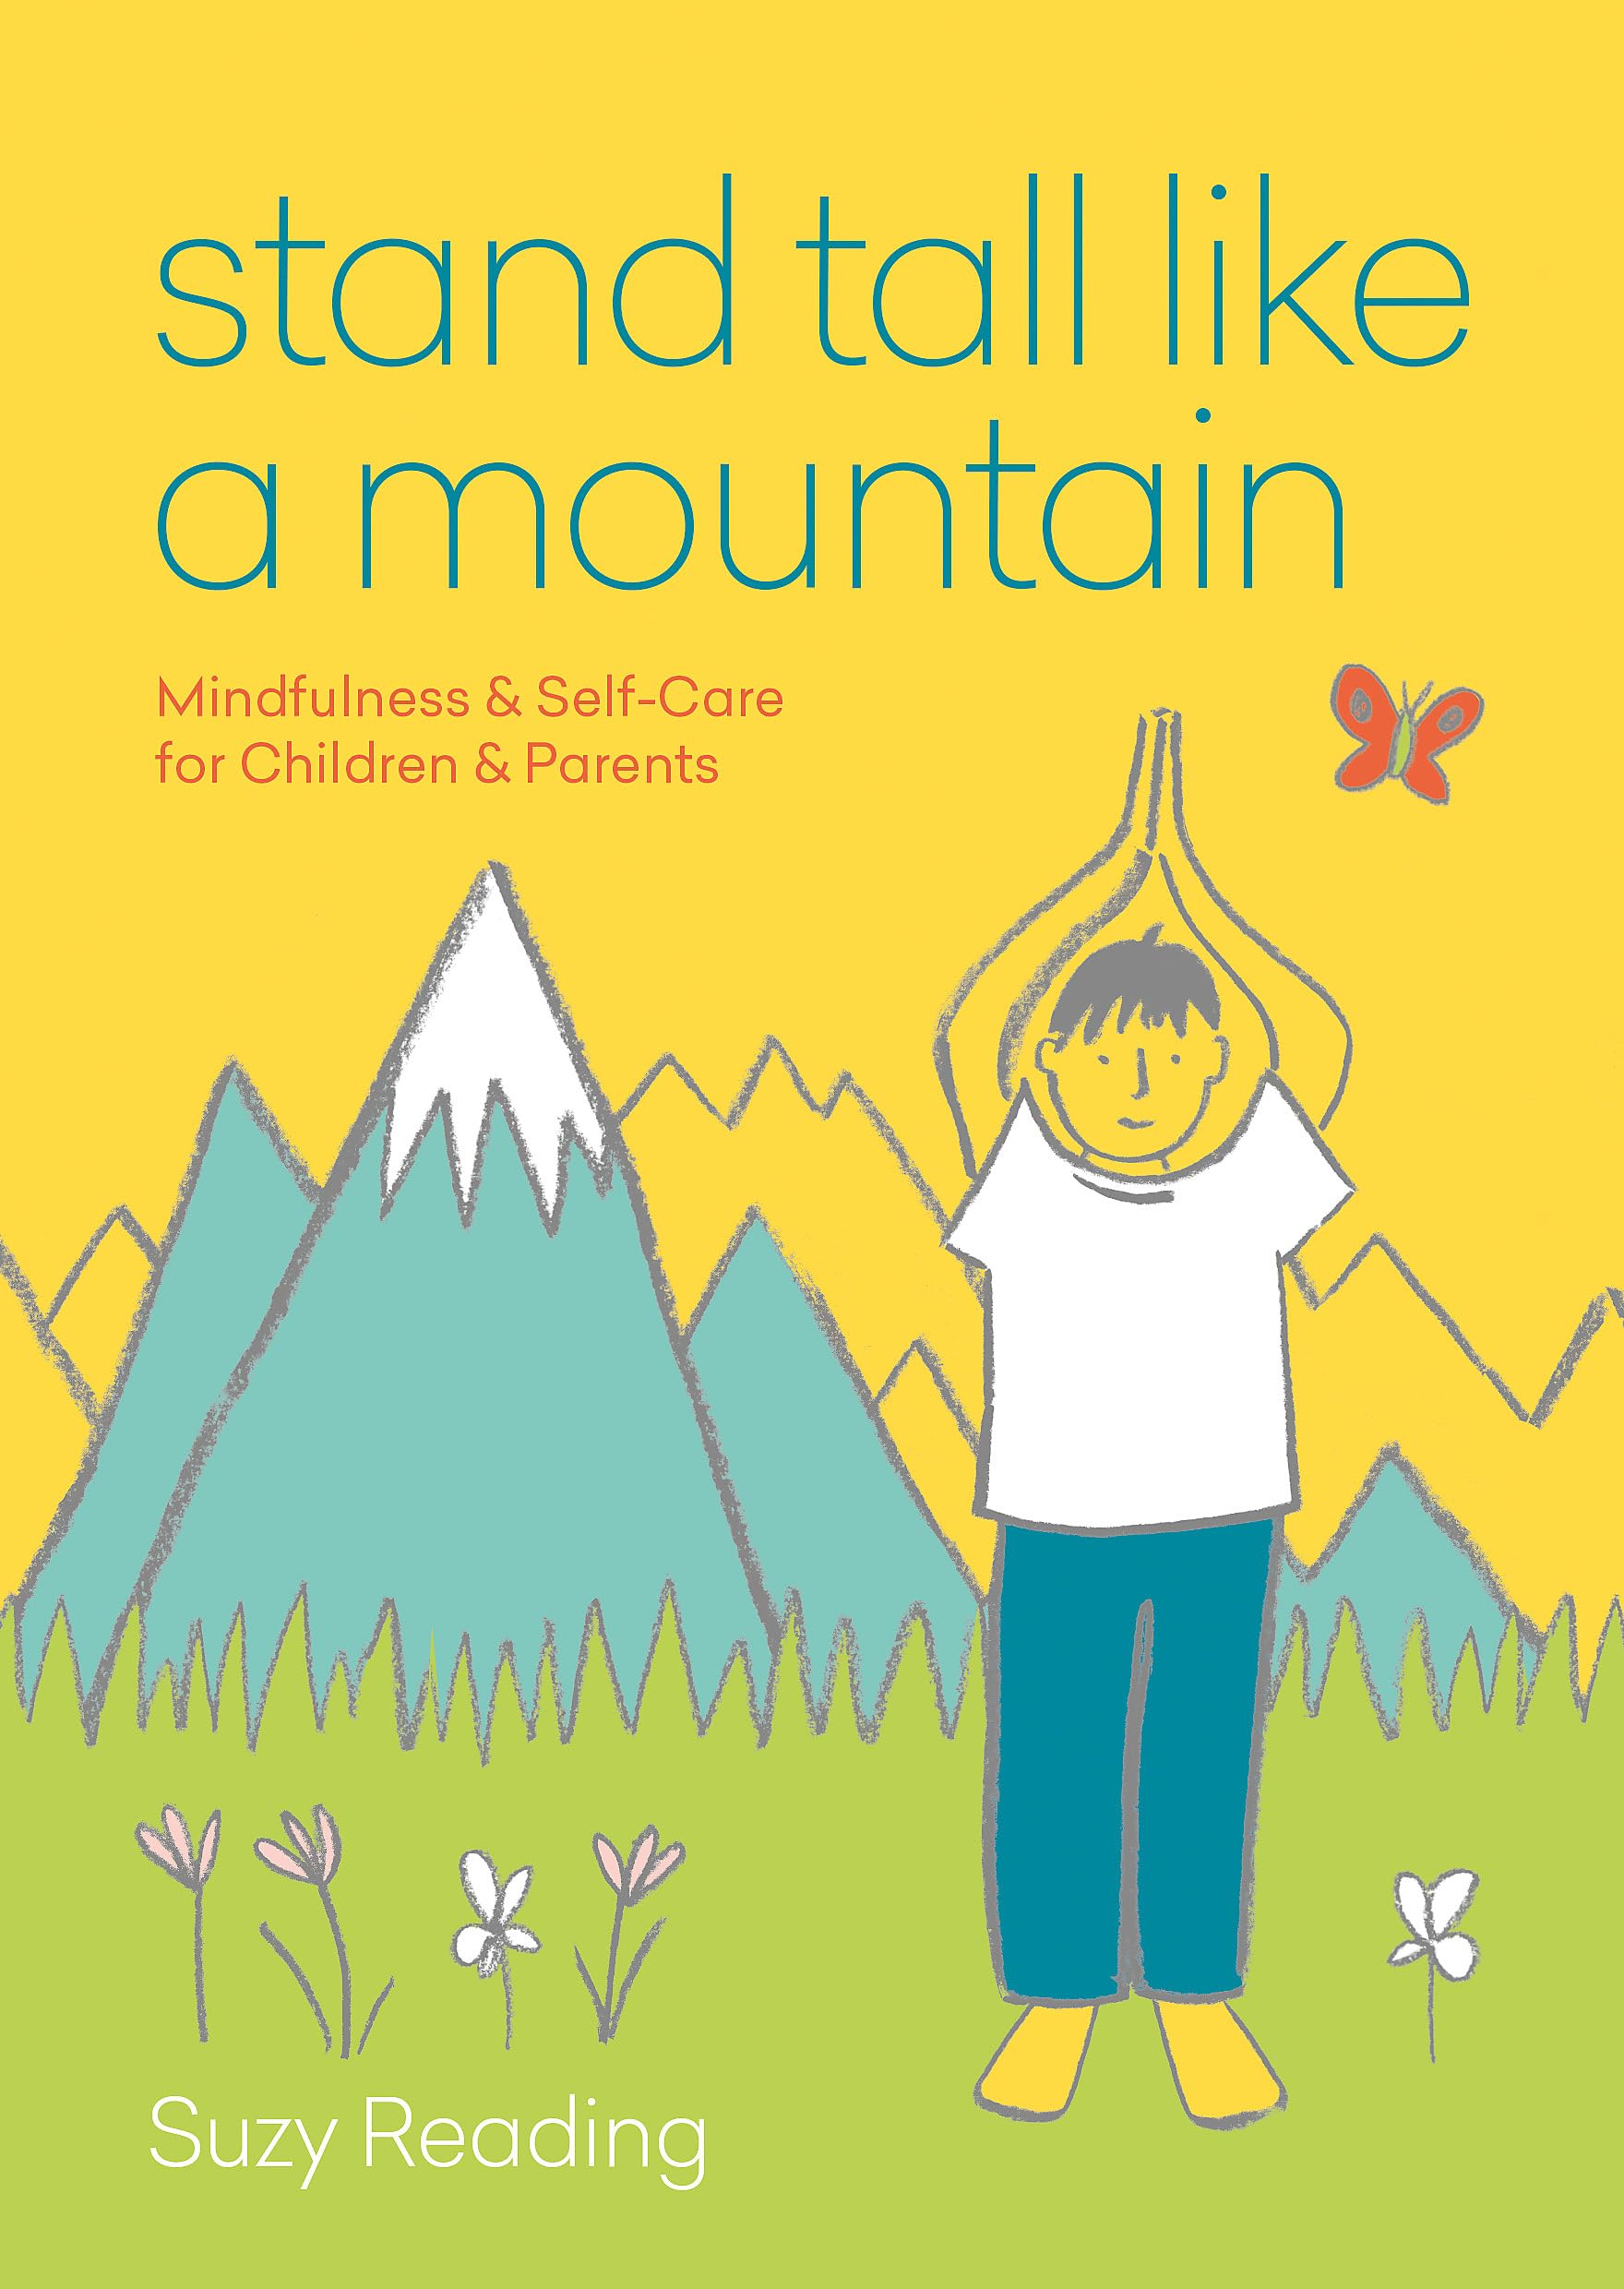 stand tall like
a mountain
Mindfulness & Self-Care
for Children & Parents
Suzy Reading